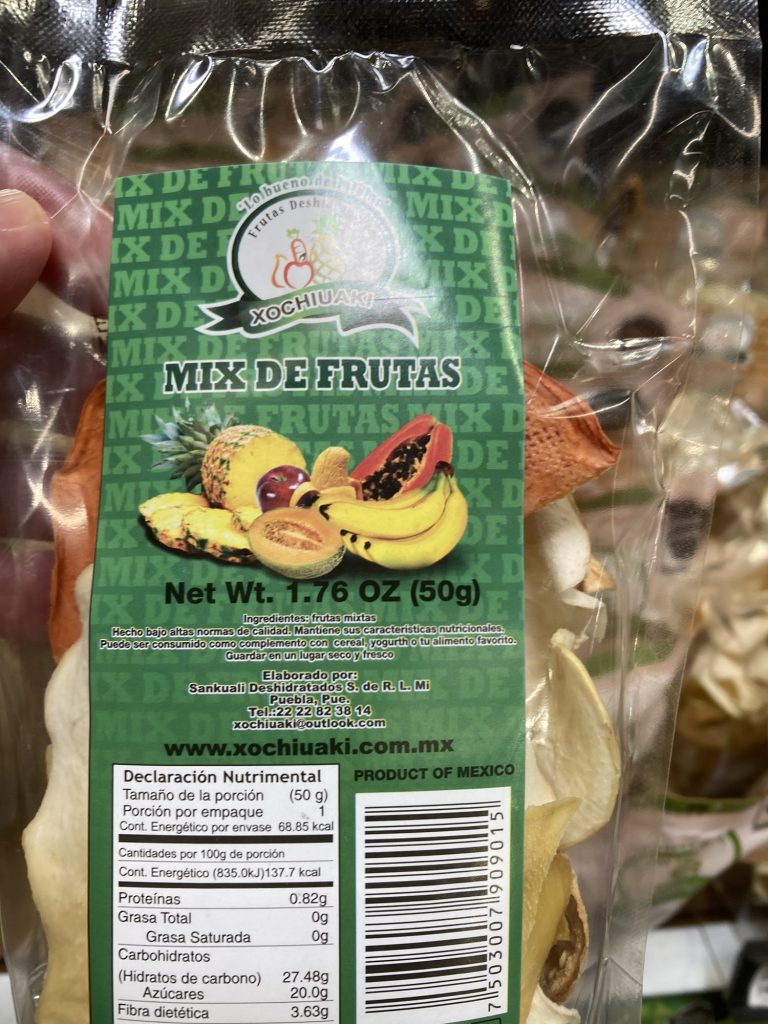 "Lo bueno de
Frutas Deshi
XOCHIUAKI
MIX DE FRUTAS
Net Wt. 1.76 OZ (50g)
Ingredientes: frutas mixtas
Hecho bajo altas normas de calidad. Mantiene sus características nutricionales.
Puede ser consumido como complemento con cereal, yogurth o tu alimento favorito.
Guardar en un lugar seco y fresco
Elaborado por:
Sankuali Deshidratados S. de R. L. Mi
Puebla, Pue.
Tel.:22 22 82 38 14
xochiuaki@outlook.com
www.xochiuaki.com.mx
PRODUCT OF MEXICO
Declaración Nutrimental
Tamaño de la porción (50 g)
Porción por empaque 1
Cont. Energético por envase 68.85 kcal
Cantidades por 100g de porción
Cont. Energético (835.0kJ)137.7 kcal
Proteínas 0.82g
Grasa Total 0g
Grasa Saturada 0g
Carbohidratos
(Hidratos de carbono) 27.48g
Azúcares 20.0g
Fibra dietética 3.63g
7 503007 909015